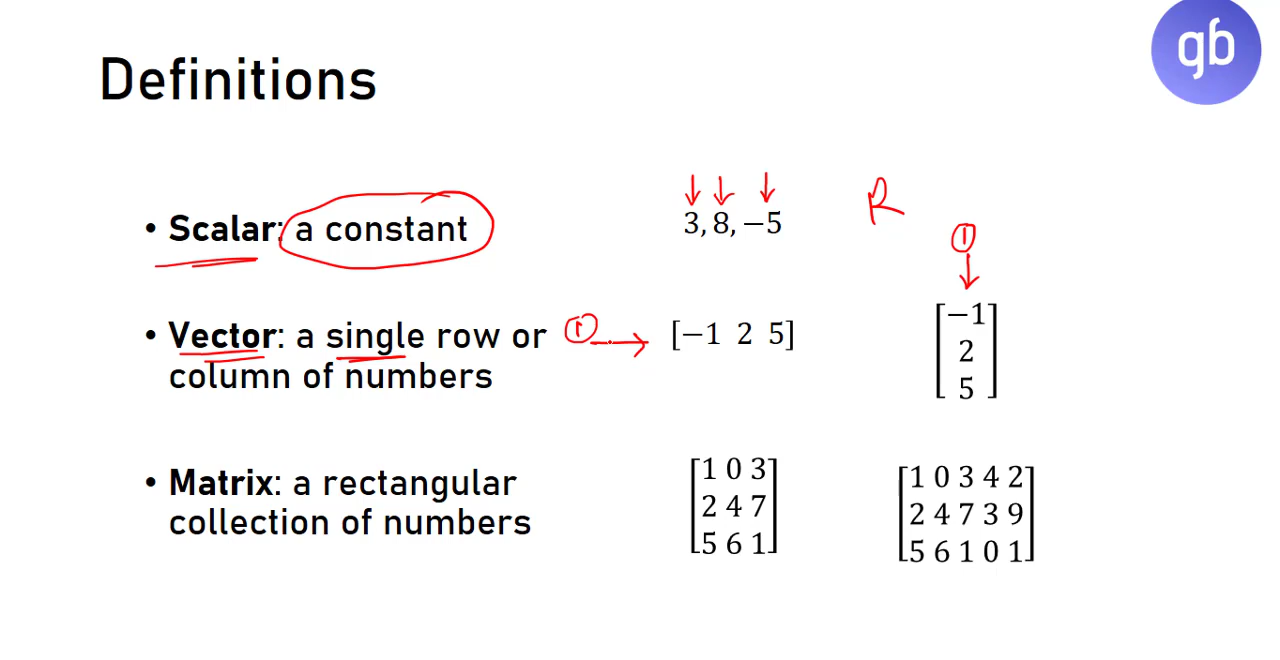 gb
Definitions
• Scalar: a constant
3, 8, −5
R
①
• Vector: a single row or
column of numbers
①
[−1 2 5]
[−1
2
5]
• Matrix: a rectangular
collection of numbers
[1 0 3
2 4 7
5 6 1]
[1 0 3 4 2
2 4 7 3 9
5 6 1 0 1]